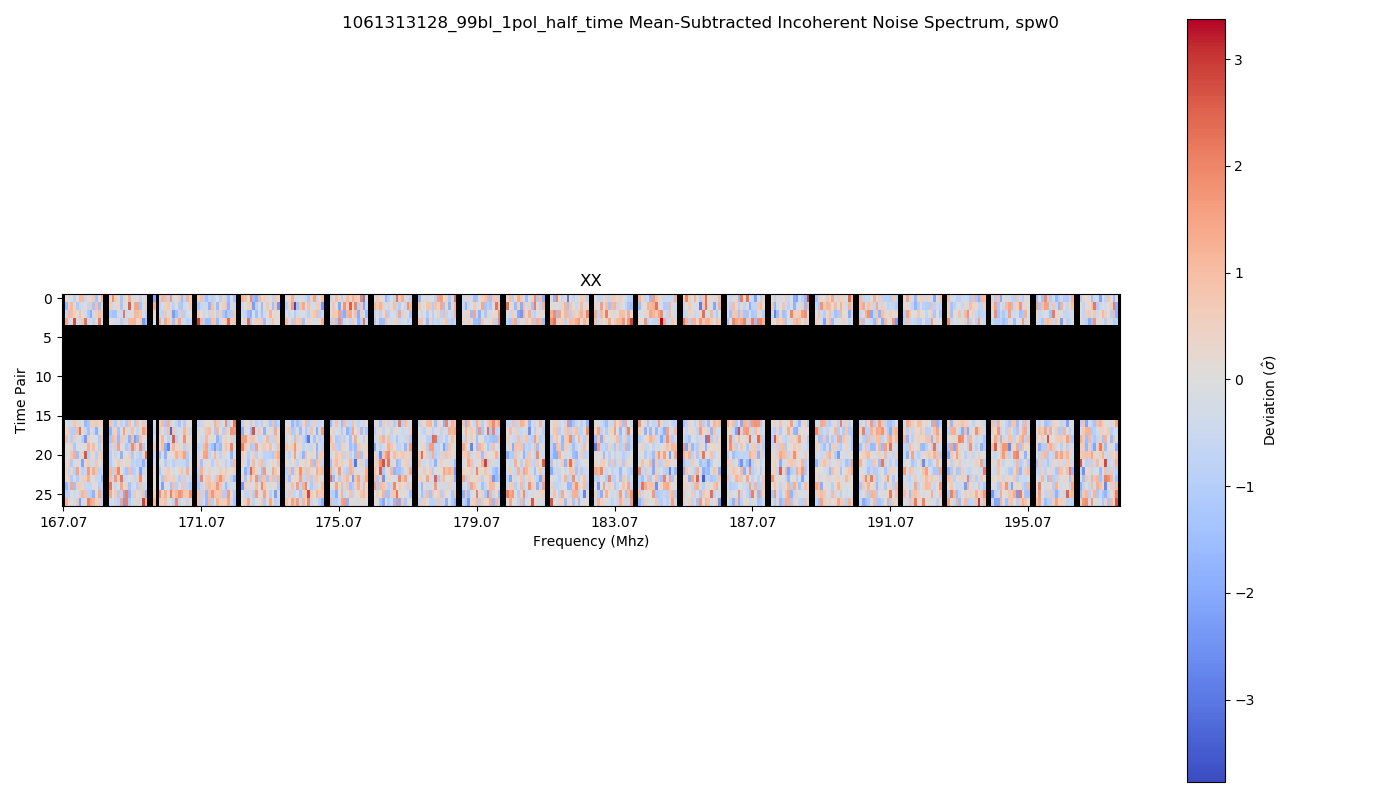 1061313128_99bl_1pol_half_time Mean-Subtracted Incoherent Noise Spectrum, spw0
XX
0
5
10
15
20
25
Time Pair
167.07 171.07 175.07 179.07 183.07 187.07 191.07 195.07
Frequency (Mhz)
3
2
1
0
−1
−2
−3
Deviation (σ̂)